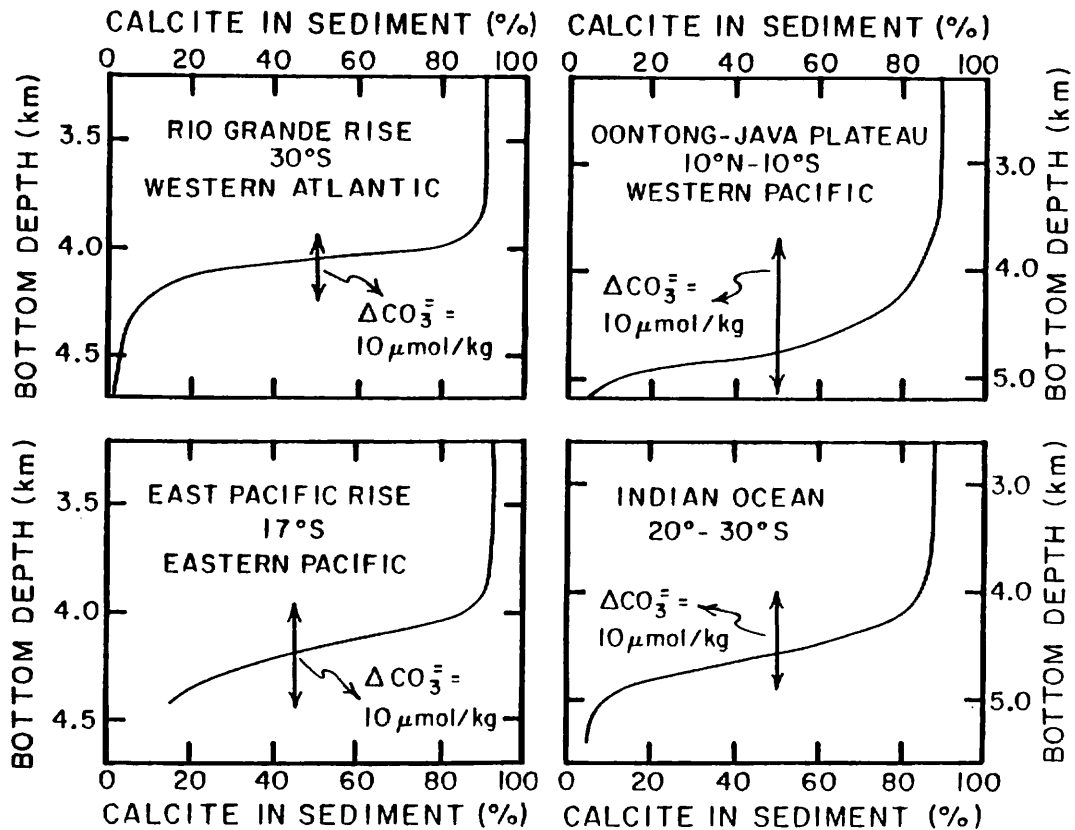 CALCITE IN SEDIMENT (%)
0 20 40 60 80 100
BOTTOM DEPTH (km)
3.5
4.0
4.5
RIO GRANDE RISE
30°S
WESTERN ATLANTIC
ΔCO₃⁼ =
10 μmol/kg
CALCITE IN SEDIMENT (%)
0 20 40 60 80 100
OONTONG-JAVA PLATEAU
10°N-10°S
WESTERN PACIFIC
ΔCO₃⁼ =
10 μmol/kg
3.0
4.0
5.0
BOTTOM DEPTH (km)
BOTTOM DEPTH (km)
3.5
4.0
4.5
EAST PACIFIC RISE
17°S
EASTERN PACIFIC
ΔCO₃⁼ =
10 μmol/kg
0 20 40 60 80 100
CALCITE IN SEDIMENT (%)
INDIAN OCEAN
20°- 30°S
ΔCO₃⁼ =
10 μmol/kg
3.0
4.0
5.0
BOTTOM DEPTH (km)
0 20 40 60 80 100
CALCITE IN SEDIMENT (%)